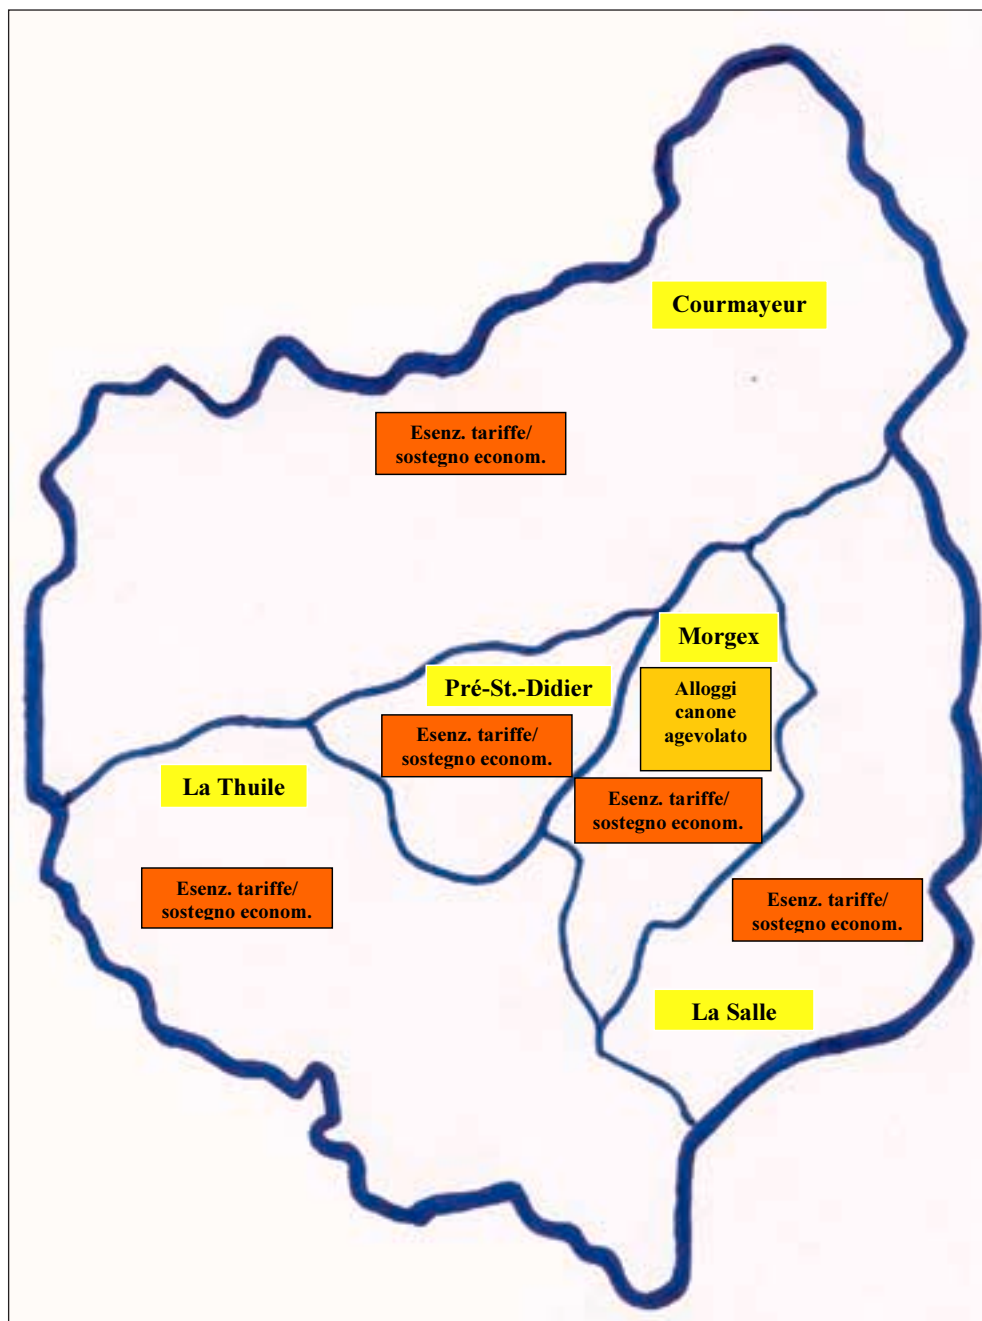 Courmayeur
Esenz. tariffe/
sostegno econom.
Morgex
Alloggi
canone
agevolato
Pré-St.-Didier
Esenz. tariffe/
sostegno econom.
La Thuile
Esenz. tariffe/
sostegno econom.
Esenz. tariffe/
sostegno econom.
Esenz. tariffe/
sostegno econom.
La Salle